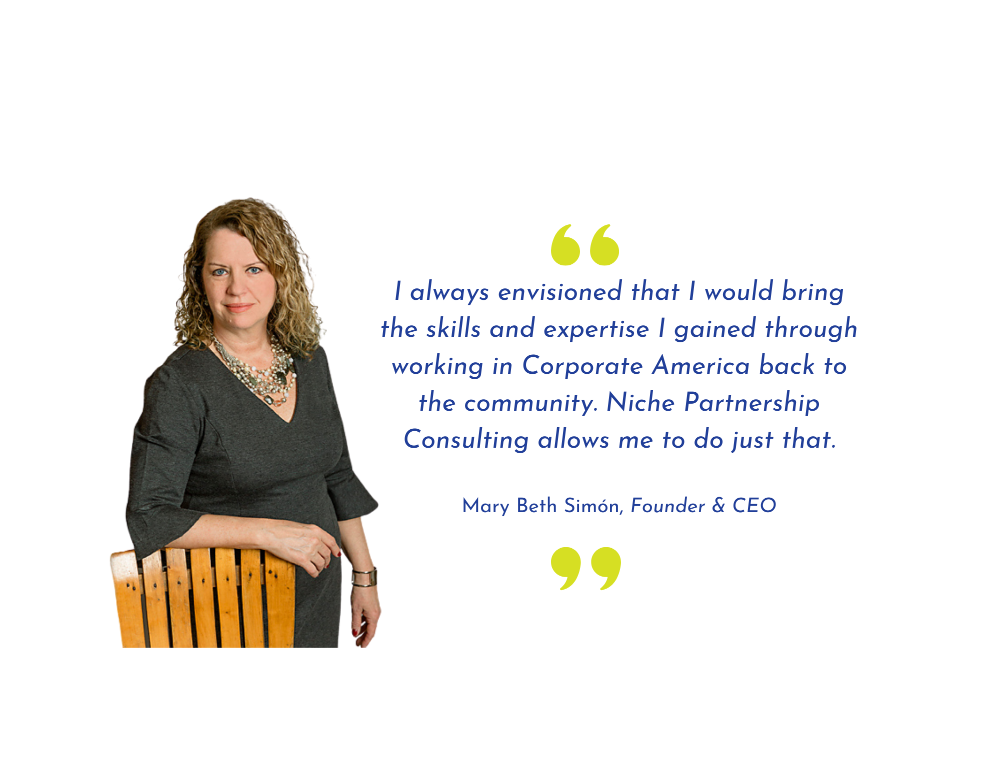 “
I always envisioned that I would bring
the skills and expertise I gained through
working in Corporate America back to
the community. Niche Partnership
Consulting allows me to do just that.
Mary Beth Simón, Founder & CEO
”